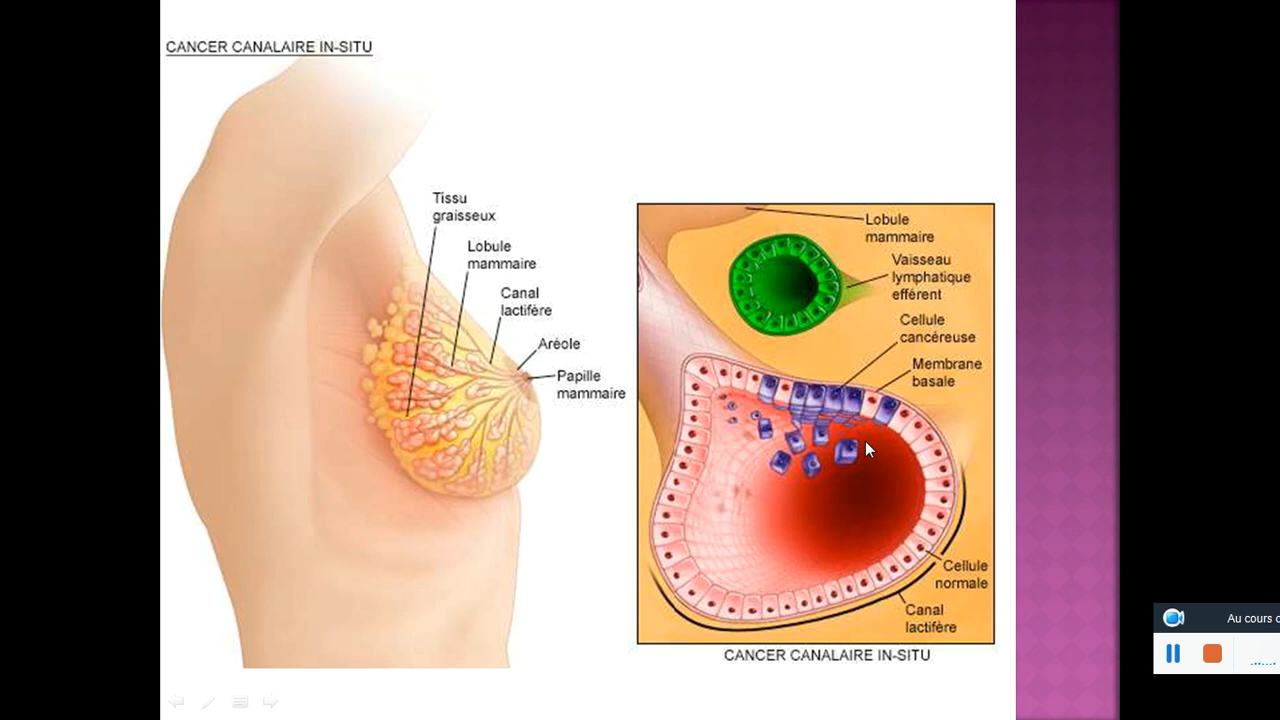 CANCER CANALAIRE IN-SITU
Tissu
graisseux
Lobule
mammaire
Canal
lactifère
Aréole
Papille
mammaire
Lobule
mammaire
Vaisseau
lymphatique
efférent
Cellule
cancéreuse
Membrane
basale
Cellule
normale
Canal
lactifère
CANCER CANALAIRE IN-SITU
Au cours